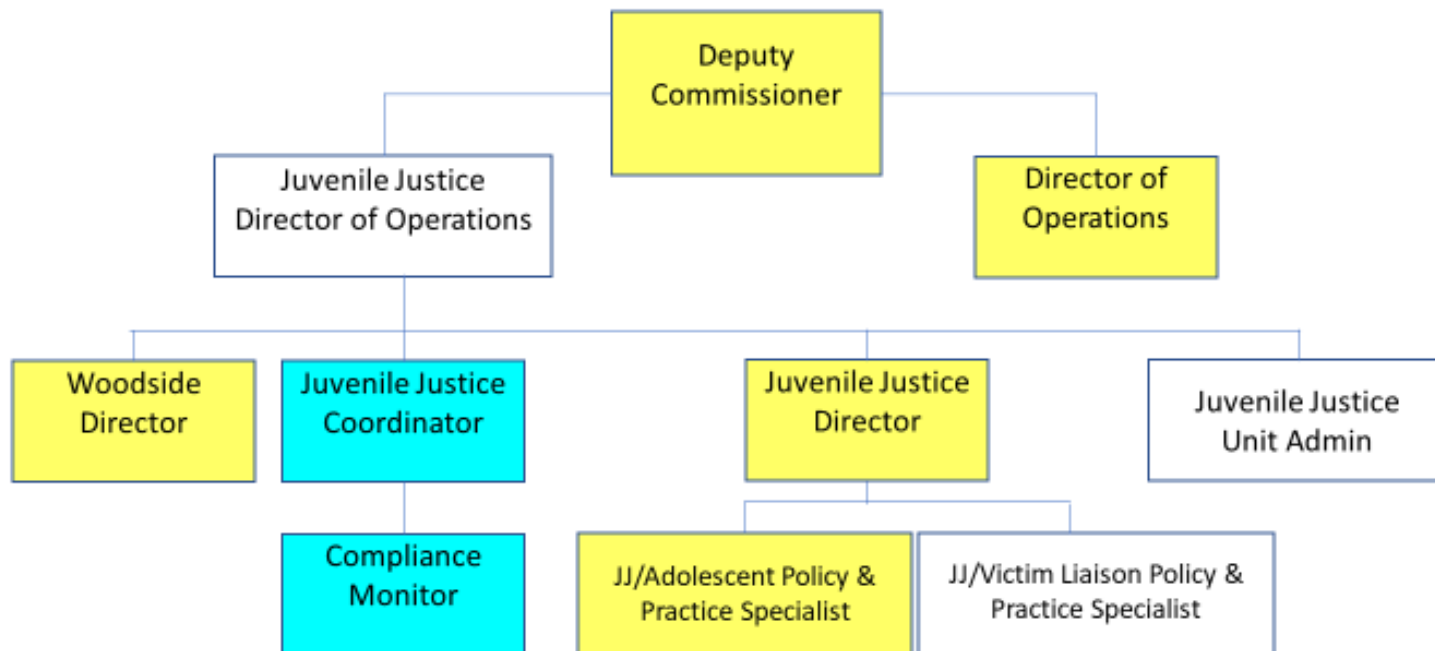 Deputy
Commissioner
Juvenile Justice
Director of Operations
Director of
Operations
Woodside
Director
Juvenile Justice
Coordinator
Juvenile Justice
Director
Juvenile Justice
Unit Admin
Compliance
Monitor
JJ/Adolescent Policy &
Practice Specialist
JJ/Victim Liaison Policy &
Practice Specialist